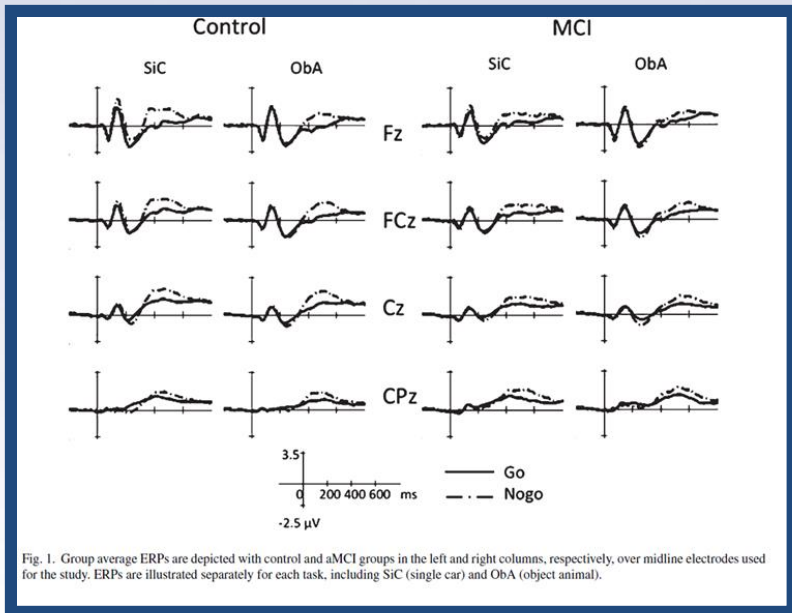 Control MCI
SiC ObA SiC ObA
Fz
FCz
Cz
CPz
3.5
0 200 400 600 ms
-2.5 µV
Go
Nogo
Fig. 1. Group average ERPs are depicted with control and aMCI groups in the left and right columns, respectively, over midline electrodes used
for the study. ERPs are illustrated separately for each task, including SiC (single car) and ObA (object animal).